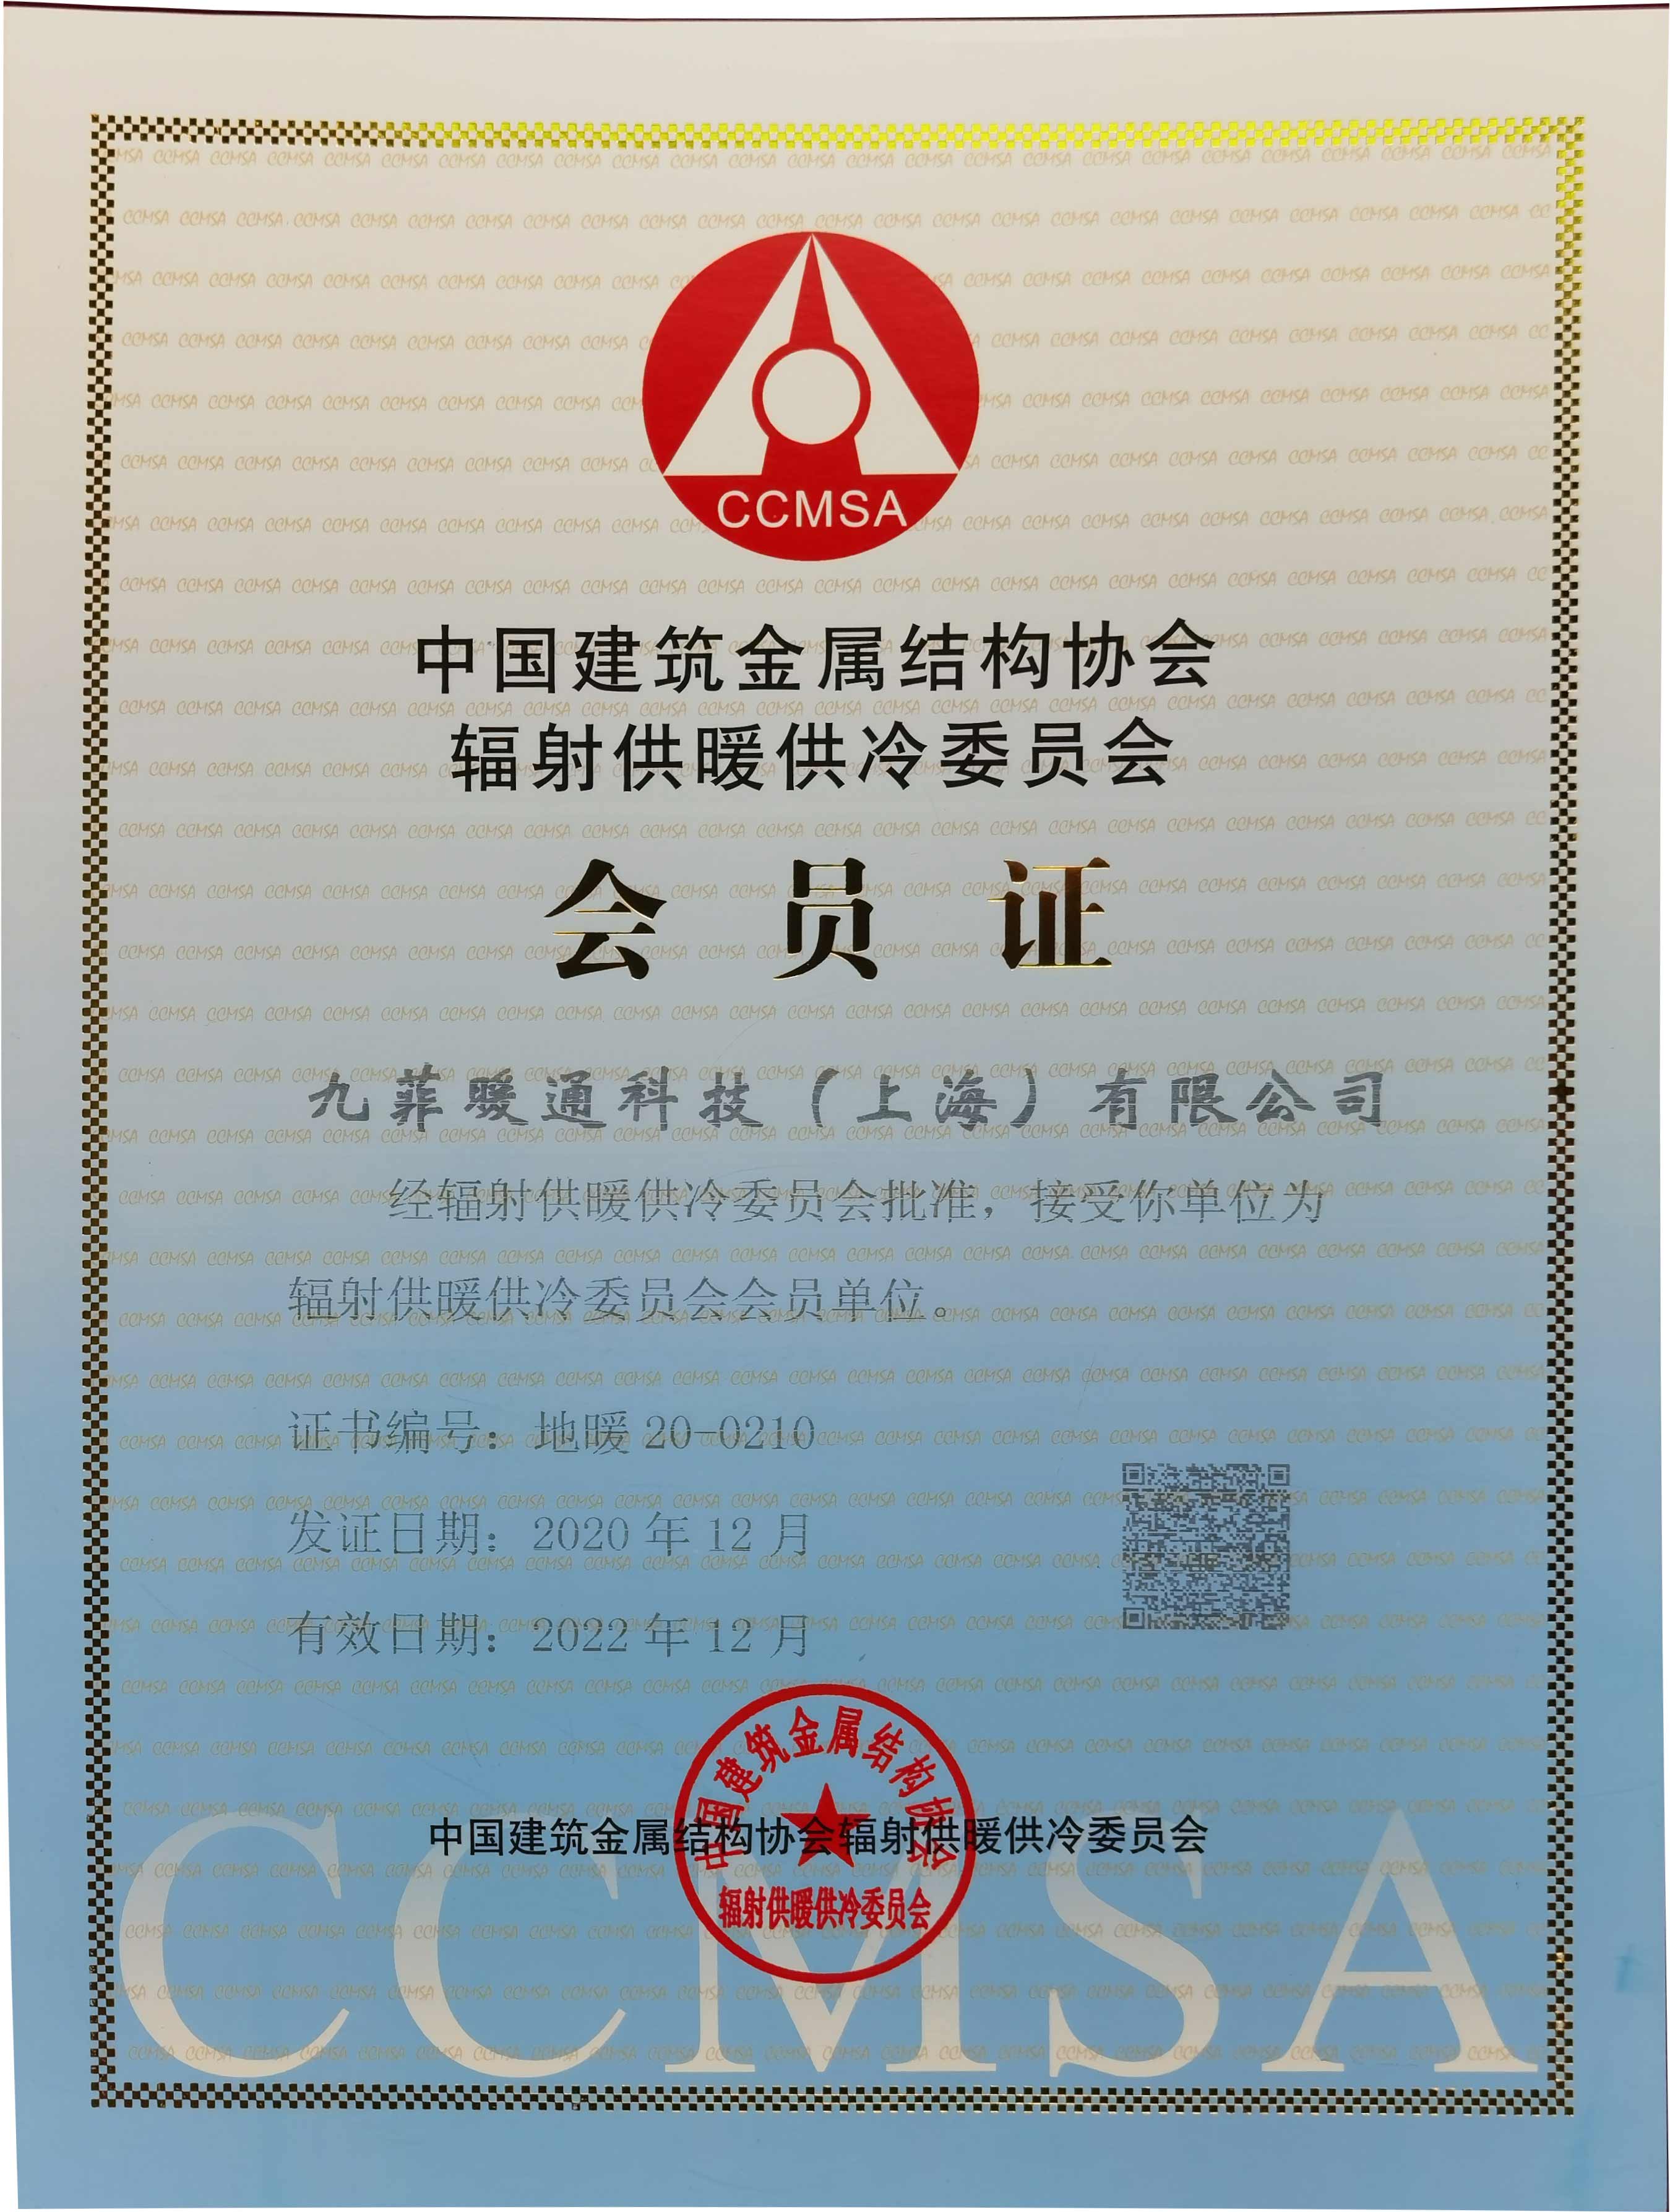 CCMSA
中国建筑金属结构协会
辐射供暖供冷委员会
会员证
九菲暖通科技（上海）有限公司
经辐射供暖供冷委员会批准，接受你单位为
辐射供暖供冷委员会会员单位。
证书编号：地暖 20-0210
发证日期：2020 年 12 月
有效日期：2022 年 12 月
中国建筑金属结构协会
中国建筑金属结构协会辐射供暖供冷委员会
辐射供暖供冷委员会
CCMSA